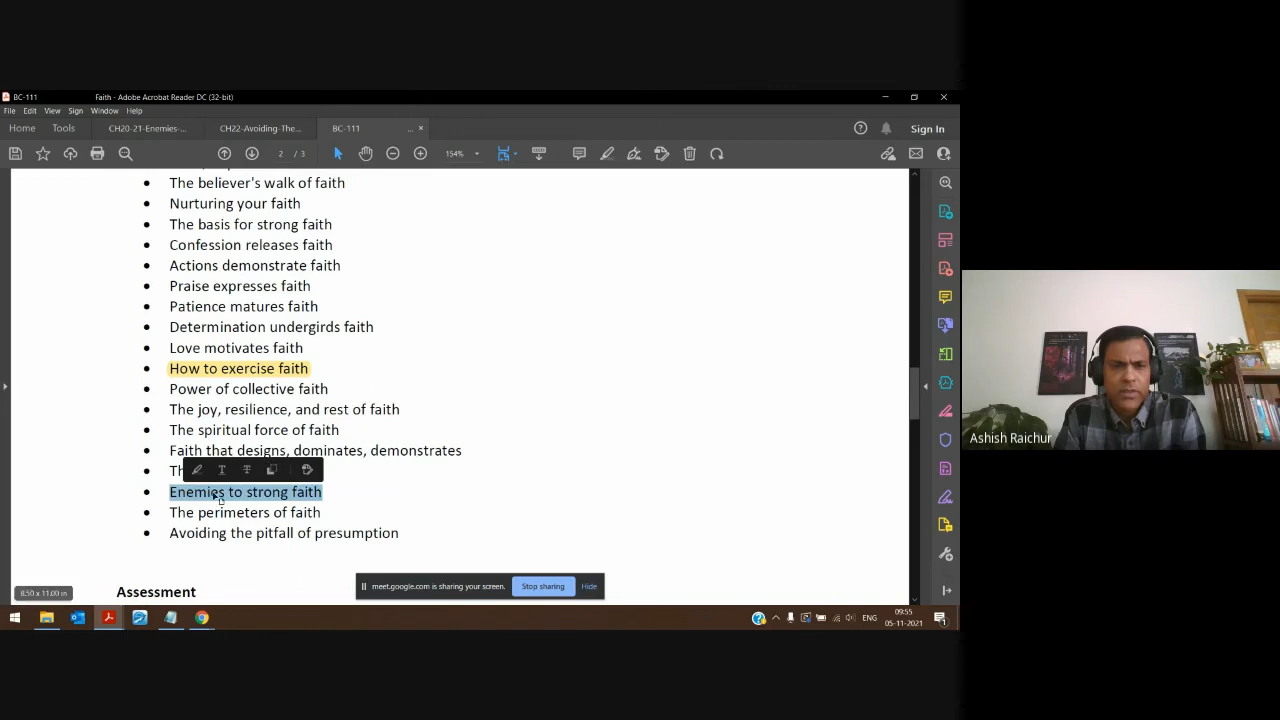 BC-111
Faith - Adobe Acrobat Reader DC (32-bit)
File Edit View Sign Window Help
Home Tools CH20-21-Enemies-... CH22-Avoiding-The... BC-111 ... ×
Sign In
2 / 3
154%
The believer's walk of faith
Nurturing your faith
The basis for strong faith
Confession releases faith
Actions demonstrate faith
Praise expresses faith
Patience matures faith
Determination undergirds faith
Love motivates faith
How to exercise faith
Power of collective faith
The joy, resilience, and rest of faith
The spiritual force of faith
Faith that designs, dominates, demonstrates
Enemies to strong faith
The perimeters of faith
Avoiding the pitfall of presumption
Assessment
8.50 x 11.00 in
meet.google.com is sharing your screen. Stop sharing Hide
ENG
09:55
05-11-2021
Ashish Raichur